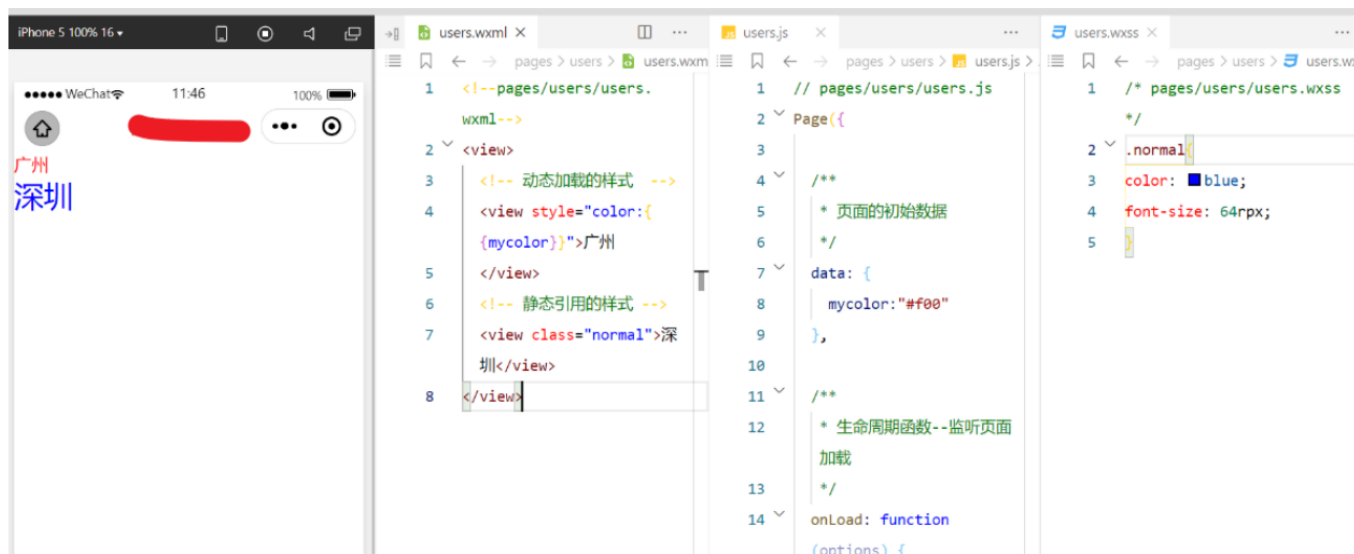 iPhone 5 100% 16 ▾
WeChat
11:46
100%
广州
深圳
users.wxml ×
pages > users > users.wxm
1 <!--pages/users/users.
wxml-->
2 <view>
3 <!-- 动态加载的样式 -->
4 <view style="color:{
{mycolor}}">广州
5 </view>
6 <!-- 静态引用的样式 -->
7 <view class="normal">深
圳</view>
8 </view>
T
users.js ×
pages > users > users.js >
1 // pages/users/users.js
2 Page({
3
4 /**
5 * 页面的初始数据
6 */
7 data: {
8 mycolor:"#f00"
9 },
10
11 /**
12 * 生命周期函数--监听页面
加载
13 */
14 onLoad: function
(options) {
users.wxss ×
pages > users > users.w
1 /* pages/users/users.wxss
*/
2 .normal{
3 color: blue;
4 font-size: 64rpx;
5 }